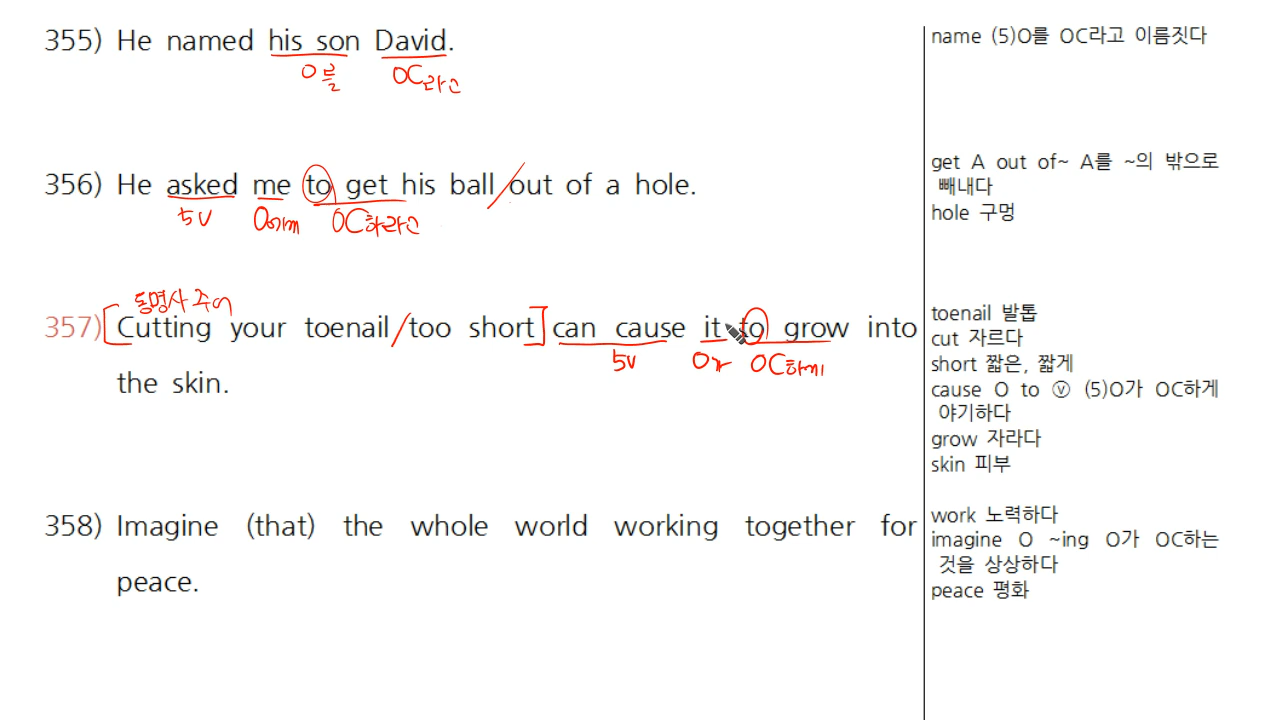 355) He named his son David.
O를 OC라고
name (5)O를 OC라고 이름짓다
356) He asked me to get his ball/out of a hole.
5V O에게 OC하라고
get A out of~ A를 ~의 밖으로
빼내다
hole 구멍
동명사 주어
357) [Cutting your toenail/too short] can cause it to grow into
5V O가 OC하게
the skin.
toenail 발톱
cut 자르다
short 짧은, 짧게
cause O to ⓥ (5)O가 OC하게
야기하다
grow 자라다
skin 피부
358) Imagine (that) the whole world working together for
peace.
work 노력하다
imagine O ~ing O가 OC하는
것을 상상하다
peace 평화